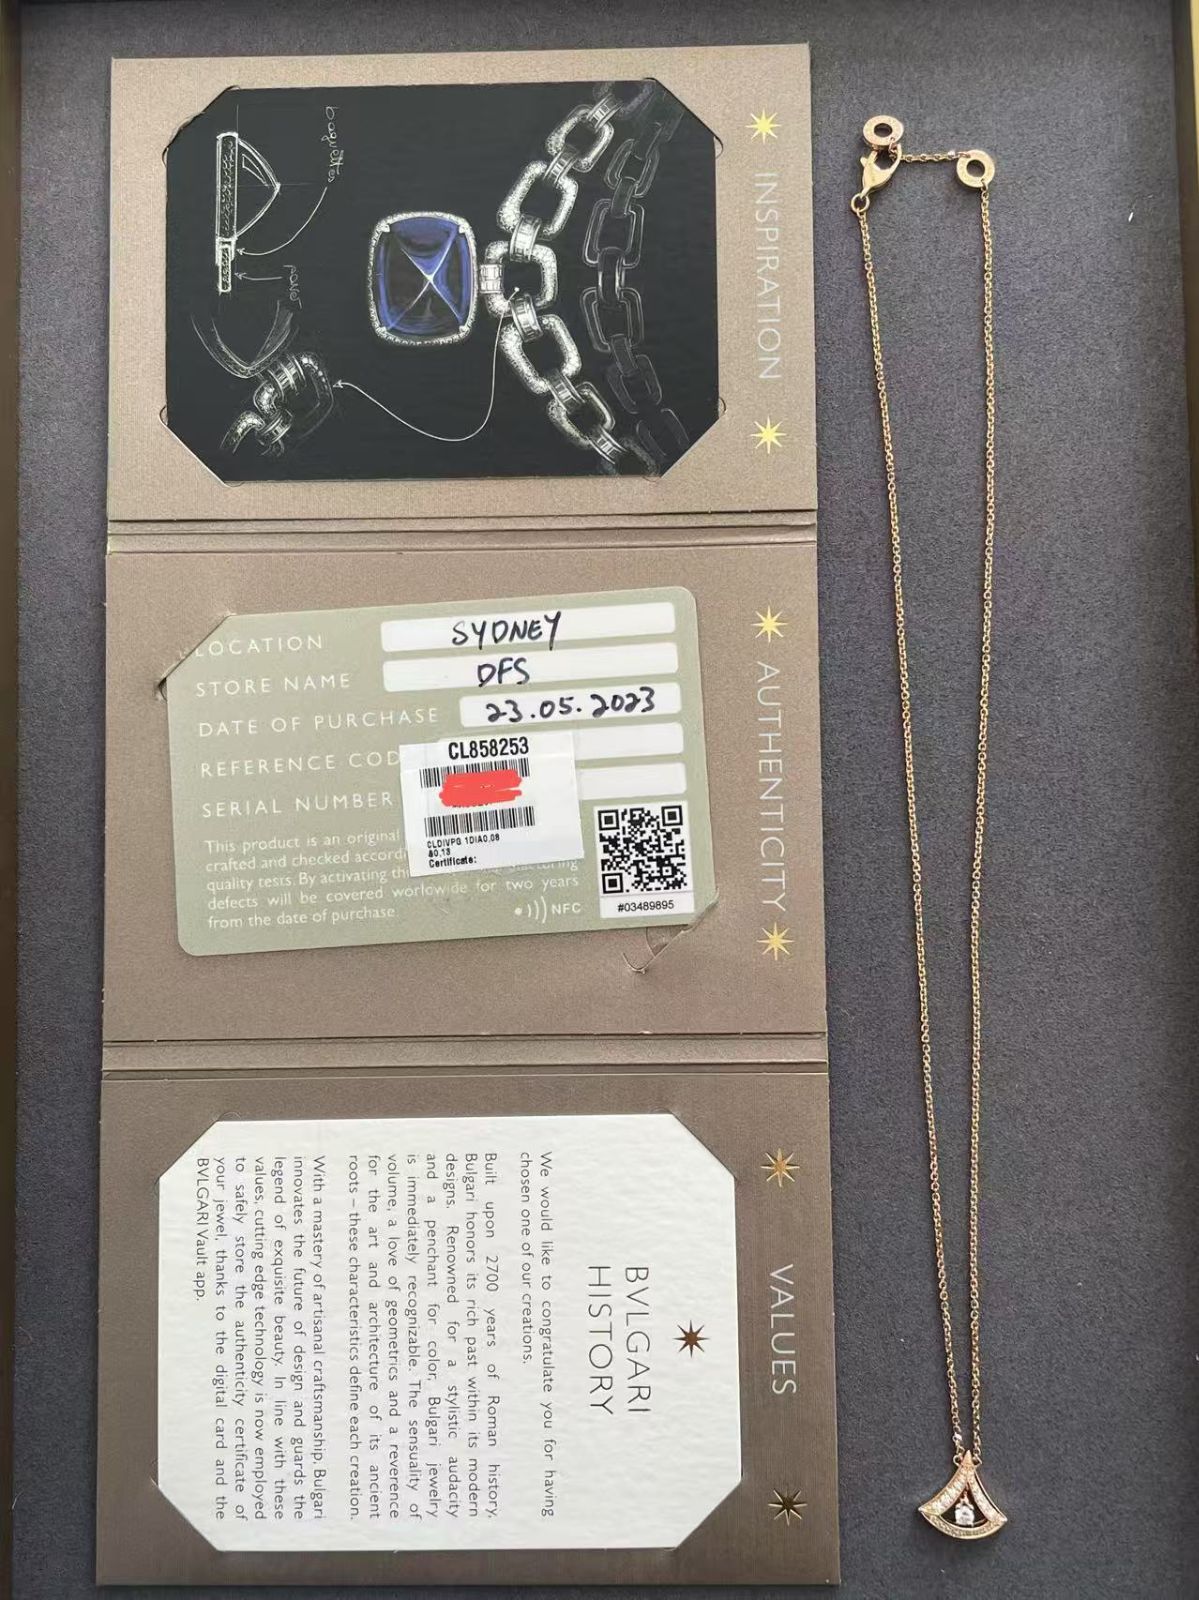 baguettes
pavé
INSPIRATION
LOCATION SYDNEY
STORE NAME DFS
DATE OF PURCHASE 23.05.2023
REFERENCE COD
SERIAL NUMBER
CL858253
CLDIVPG 1DIA0,08
&0,13
Certificate:
This product is an original
crafted and checked accordi
quality tests. By activating th
defects will be covered worldwide for two years
from the date of purchase
NFC
#03489895
AUTHENTICITY
VALUES
BVLGARI
HISTORY
We would like to congratulate you for having
chosen one of our creations.
Built upon 2700 years of Roman history,
Bulgari honors its rich past within its modern
designs. Renowned for a stylistic audacity
and a penchant for color, Bulgari jewelry
is immediately recognizable. The sensuality of
volume, a love of geometrics and a reverence
for the art and architecture of its ancient
roots – these characteristics define each creation.
With a mastery of artisanal craftsmanship, Bulgari
innovates the future of design and guards the
legend of exquisite beauty. In line with these
values, cutting edge technology is now employed
to safely store the authenticity certificate of
your jewel, thanks to the digital card and the
BVLGARI Vault app.